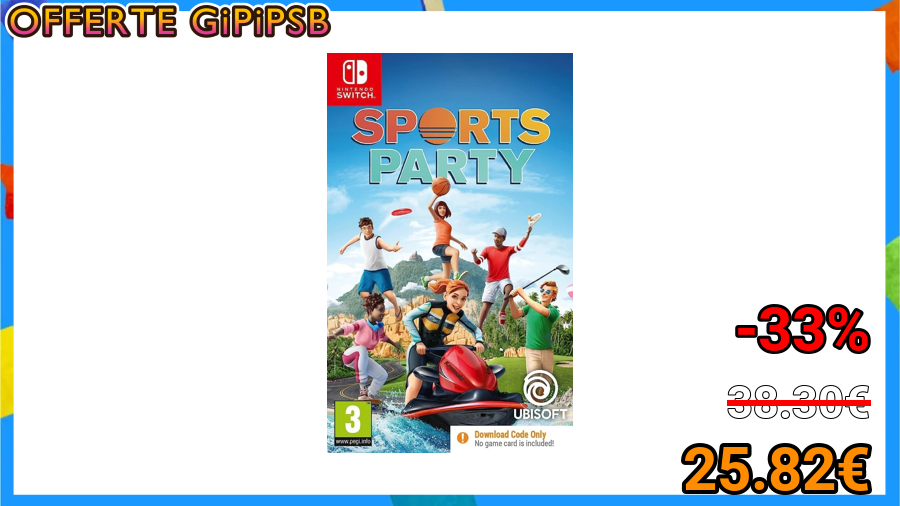 OFFERTE GiPiPSB
NINTENDO
SWITCH.
SPORTS
PARTY
3
www.pegi.info
UBISOFT
Download Code Only
No game card is included!
-33%
38.30€
25.82€